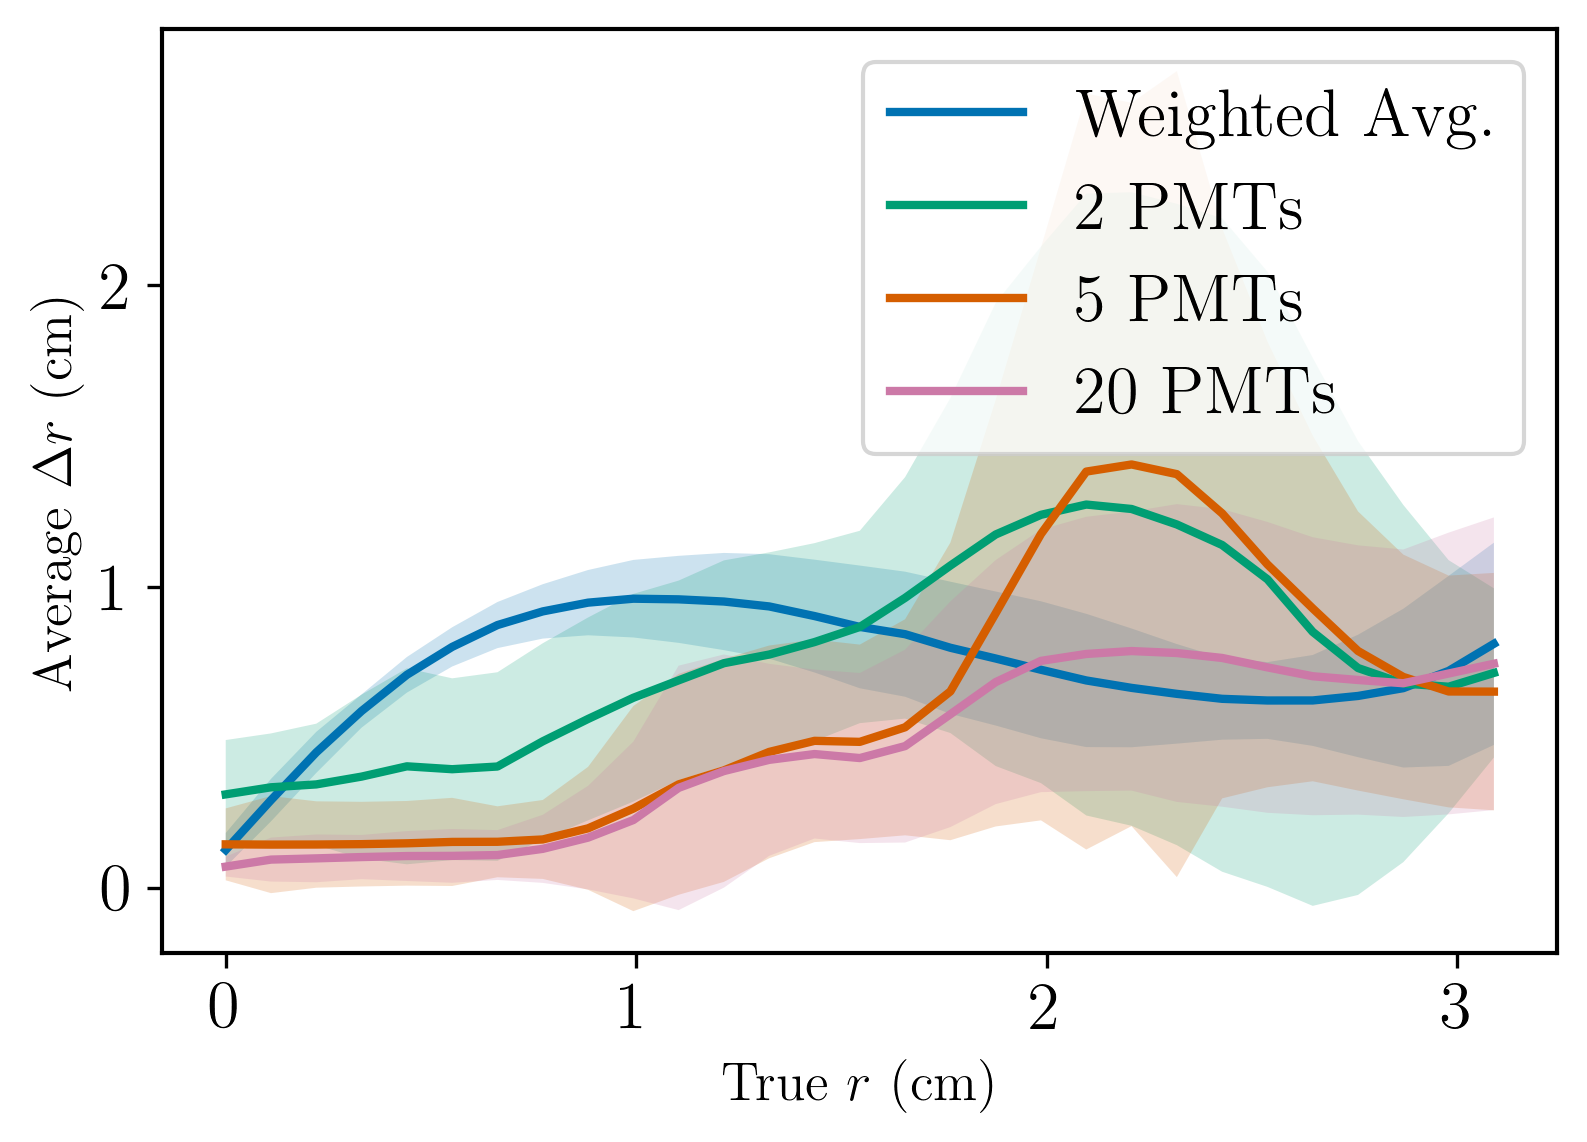 Weighted Avg.
2 PMTs
5 PMTs
20 PMTs
Average Δr (cm)
2
1
0
0 1 2 3
True r (cm)